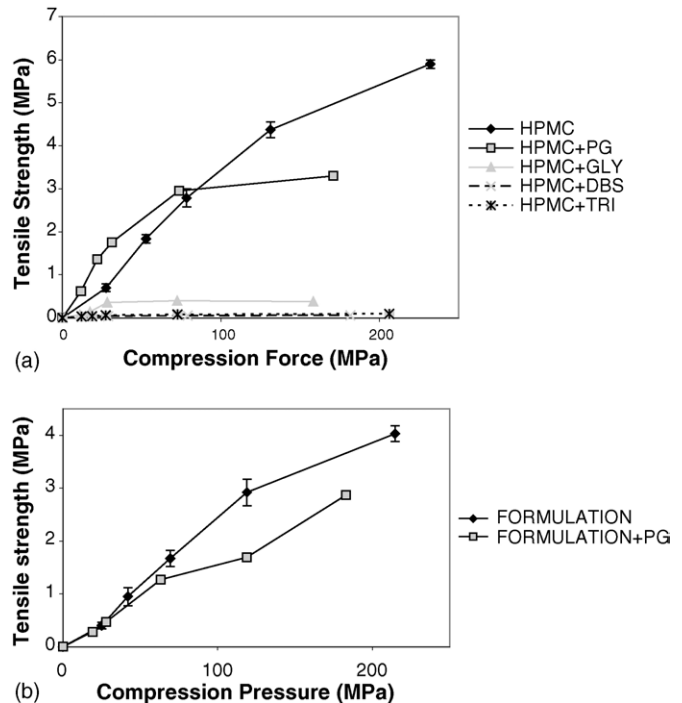 7
6
5
4
3
2
1
0
Tensile Strength (MPa)
0 100 200
Compression Force (MPa)
(a)
HPMC
HPMC+PG
HPMC+GLY
HPMC+DBS
HPMC+TRI
4
3
2
1
0
Tensile strength (MPa)
0 100 200
Compression Pressure (MPa)
(b)
FORMULATION
FORMULATION+PG